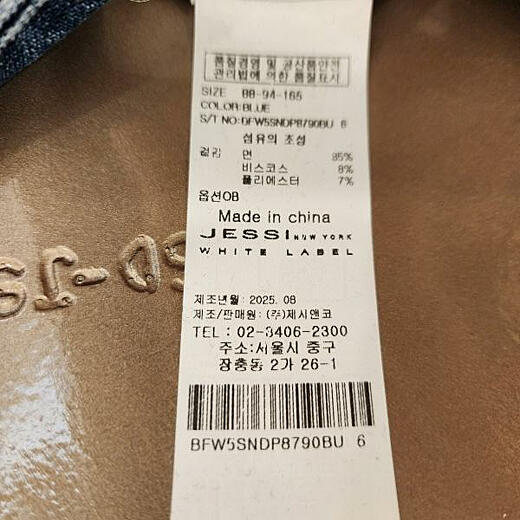 품질경영 및 공산품안전
관리법에 의한 품질표시
SIZE 88-94-165
COLOR:BLUE
S/T NO:BFW5SNDP8790BU 6
섬유의 조성
겉감 면 85%
비스코스 8%
폴리에스터 7%
옵션0B
Made in china
JESSI NEW YORK
WHITE LABEL
제조년월: 2025. 08
제조/판매원: (주)제시앤코
TEL : 02-3406-2300
주소:서울시 중구
장충동 2가 26-1
BFW5SNDP8790BU 6